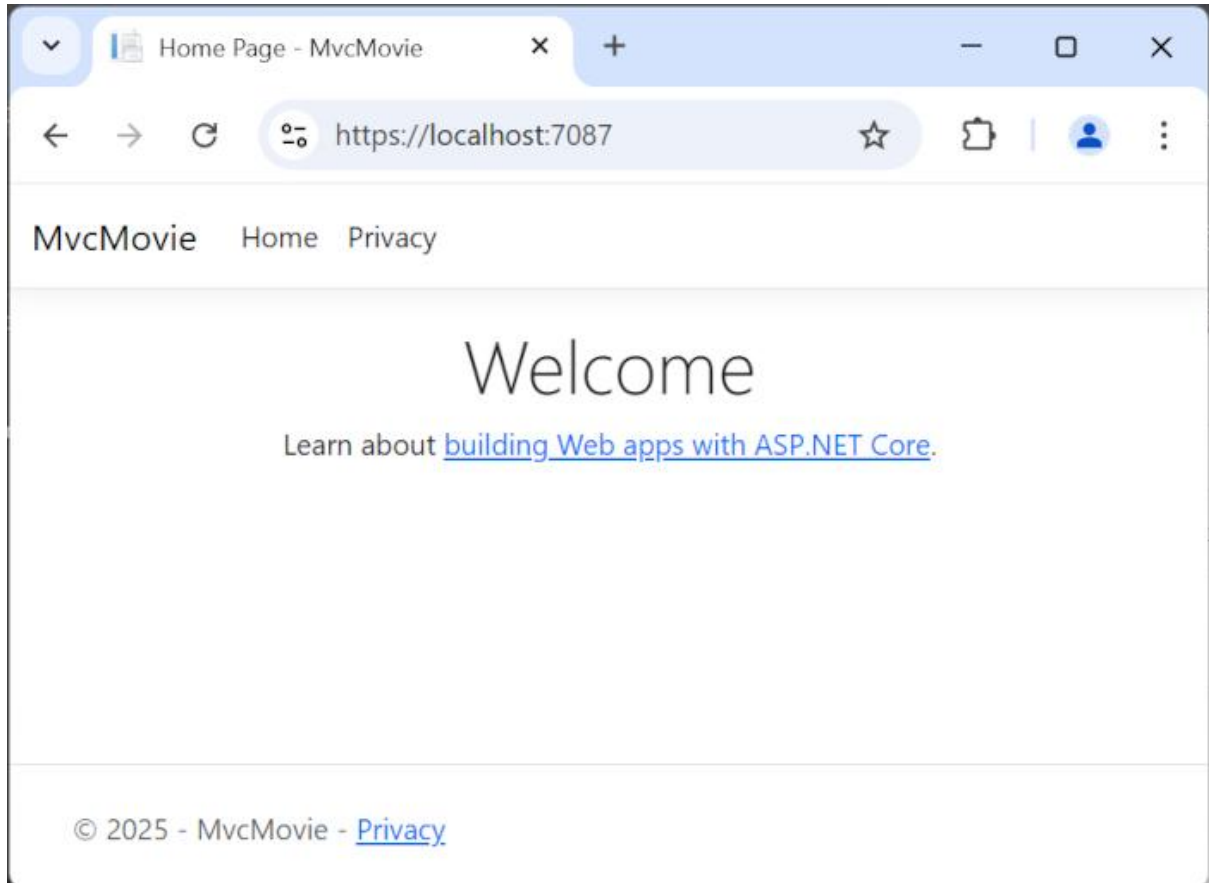 Home Page - MvcMovie
https://localhost:7087
MvcMovie Home Privacy
Welcome
Learn about building Web apps with ASP.NET Core.
© 2025 - MvcMovie - Privacy